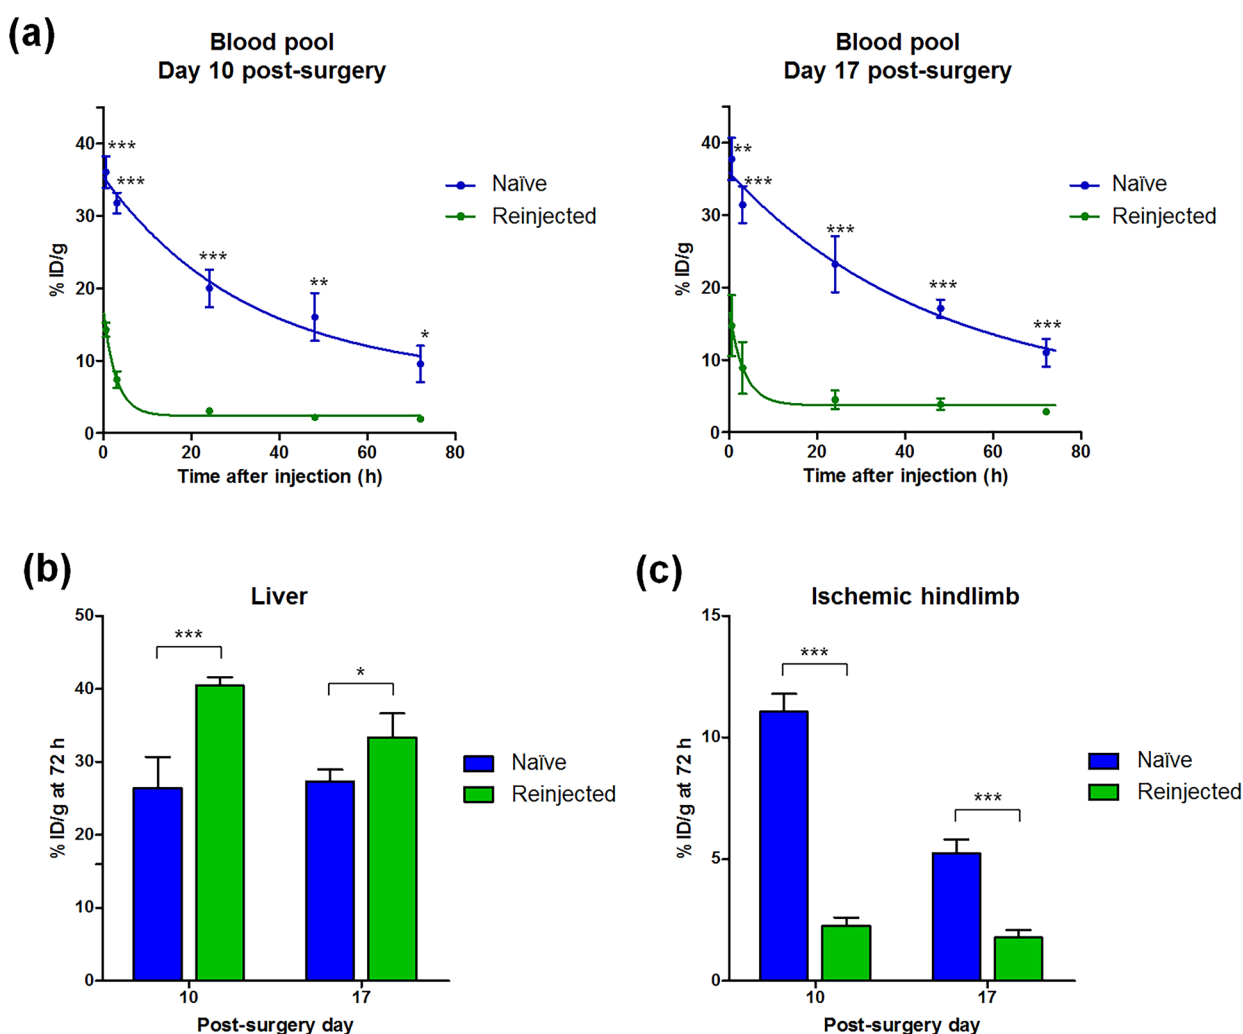 (a)
Blood pool
Day 10 post-surgery
% ID/g
40
30
20
10
0
***
***
***
**
*
0 20 40 60 80
Time after injection (h)
Naïve
Reinjected
Blood pool
Day 17 post-surgery
% ID/g
40
30
20
10
0
**
***
***
***
***
0 20 40 60 80
Time after injection (h)
Naïve
Reinjected
(b)
Liver
% ID/g at 72 h
50
40
30
20
10
0
***
*
10 17
Post-surgery day
Naïve
Reinjected
(c)
Ischemic hindlimb
% ID/g at 72 h
15
10
5
0
***
***
10 17
Post-surgery day
Naïve
Reinjected